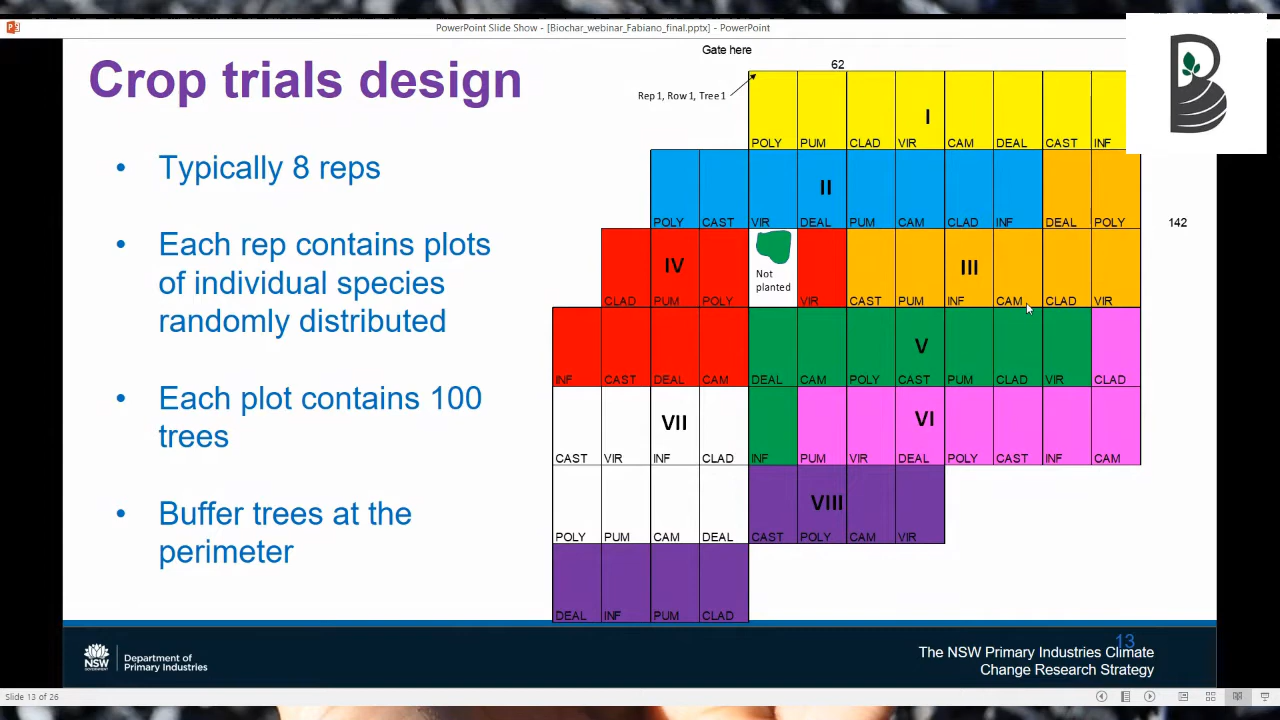 PowerPoint Slide Show - [Biochar_webinar_Fabiano_final.pptx] - PowerPoint
Crop trials design
• Typically 8 reps
• Each rep contains plots
of individual species
randomly distributed
• Each plot contains 100
trees
• Buffer trees at the
perimeter
Gate here
62
Rep 1, Row 1, Tree 1
I
POLY PUM CLAD VIR CAM DEAL CAST INF
II
POLY CAST VIR DEAL PUM CAM CLAD INF DEAL POLY
142
IV
III
Not
planted
CLAD PUM POLY VIR CAST PUM INF CAM CLAD VIR
V
INF CAST DEAL CAM DEAL CAM POLY CAST PUM CLAD VIR CLAD
VII
VI
CAST VIR INF CLAD INF PUM VIR DEAL POLY CAST INF CAM
VIII
POLY PUM CAM DEAL CAST POLY CAM VIR
DEAL INF PUM CLAD
B
NSW
GOVERNMENT
Department of
Primary Industries
13
The NSW Primary Industries Climate
Change Research Strategy
Slide 13 of 26